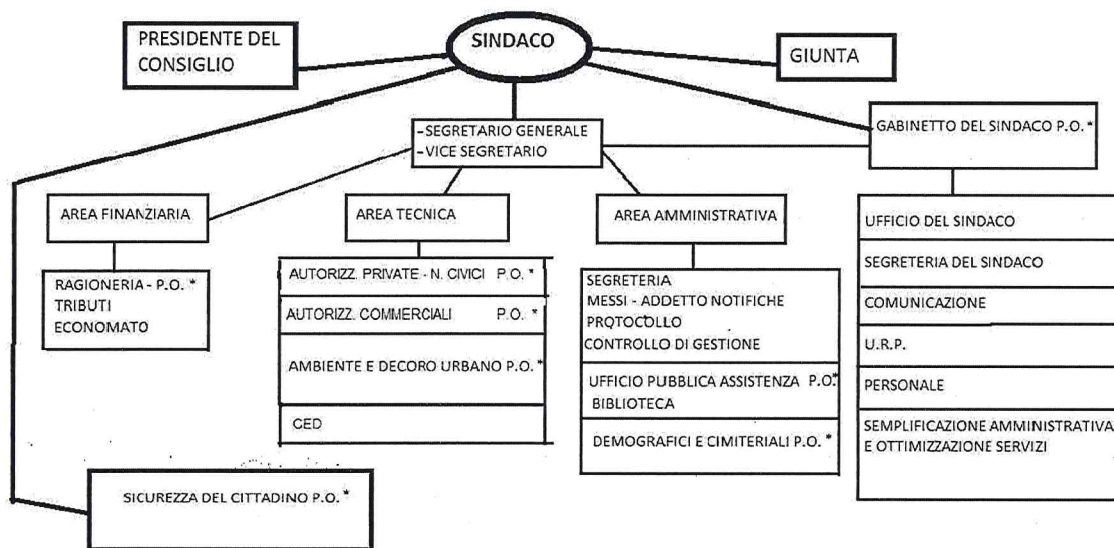 PRESIDENTE DEL
CONSIGLIO
SINDACO
GIUNTA
-SEGRETARIO GENERALE
-VICE SEGRETARIO
GABINETTO DEL SINDACO P.O. *
AREA FINANZIARIA
AREA TECNICA
AREA AMMINISTRATIVA
RAGIONERIA - P.O. *
TRIBUTI
ECONOMATO
AUTORIZZ. PRIVATE - N. CIVICI P.O. *
AUTORIZZ. COMMERCIALI P.O. *
AMBIENTE E DECORO URBANO P.O. *
CED
SEGRETERIA
MESSI - ADDETTO NOTIFICHE
PROTOCOLLO
CONTROLLO DI GESTIONE
UFFICIO PUBBLICA ASSISTENZA P.O. *
BIBLIOTECA
DEMOGRAFICI E CIMITERIALI P.O. *
UFFICIO DEL SINDACO
SEGRETERIA DEL SINDACO
COMUNICAZIONE
U.R.P.
PERSONALE
SEMPLIFICAZIONE AMMINISTRATIVA
E OTTIMIZZAZIONE SERVIZI
SICUREZZA DEL CITTADINO P.O. *